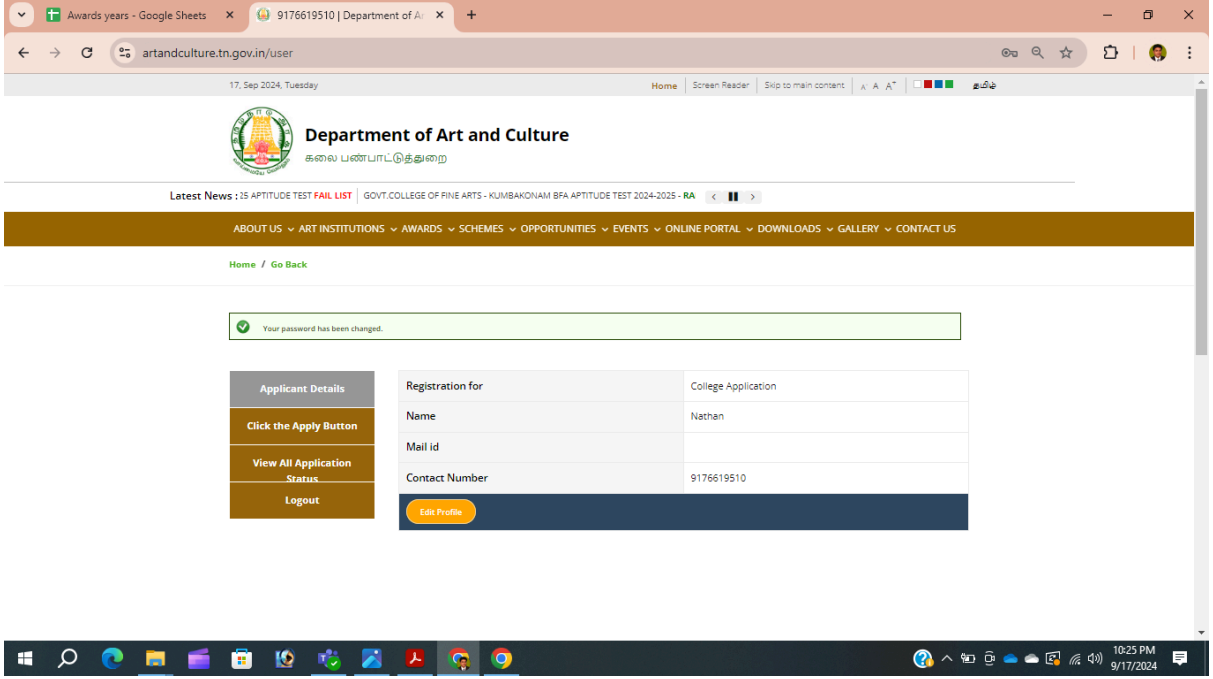 Awards years - Google Sheets
9176619510 | Department of Ar
artandculture.tn.gov.in/user
17, Sep 2024, Tuesday
Home Screen Reader Skip to main content A- A A+ தமிழ்
Department of Art and Culture
கலை பண்பாட்டுத்துறை
Latest News : 25 APTITUDE TEST FAIL LIST GOVT.COLLEGE OF FINE ARTS - KUMBAKONAM BFA APTITUDE TEST 2024-2025 - RA
ABOUT US ART INSTITUTIONS AWARDS SCHEMES OPPORTUNITIES EVENTS ONLINE PORTAL DOWNLOADS GALLERY CONTACT US
Home / Go Back
Your password has been changed.
Applicant Details
Click the Apply Button
View All Application
Status
Logout
Registration for College Application
Name Nathan
Mail id
Contact Number 9176619510
Edit Profile
10:25 PM
9/17/2024